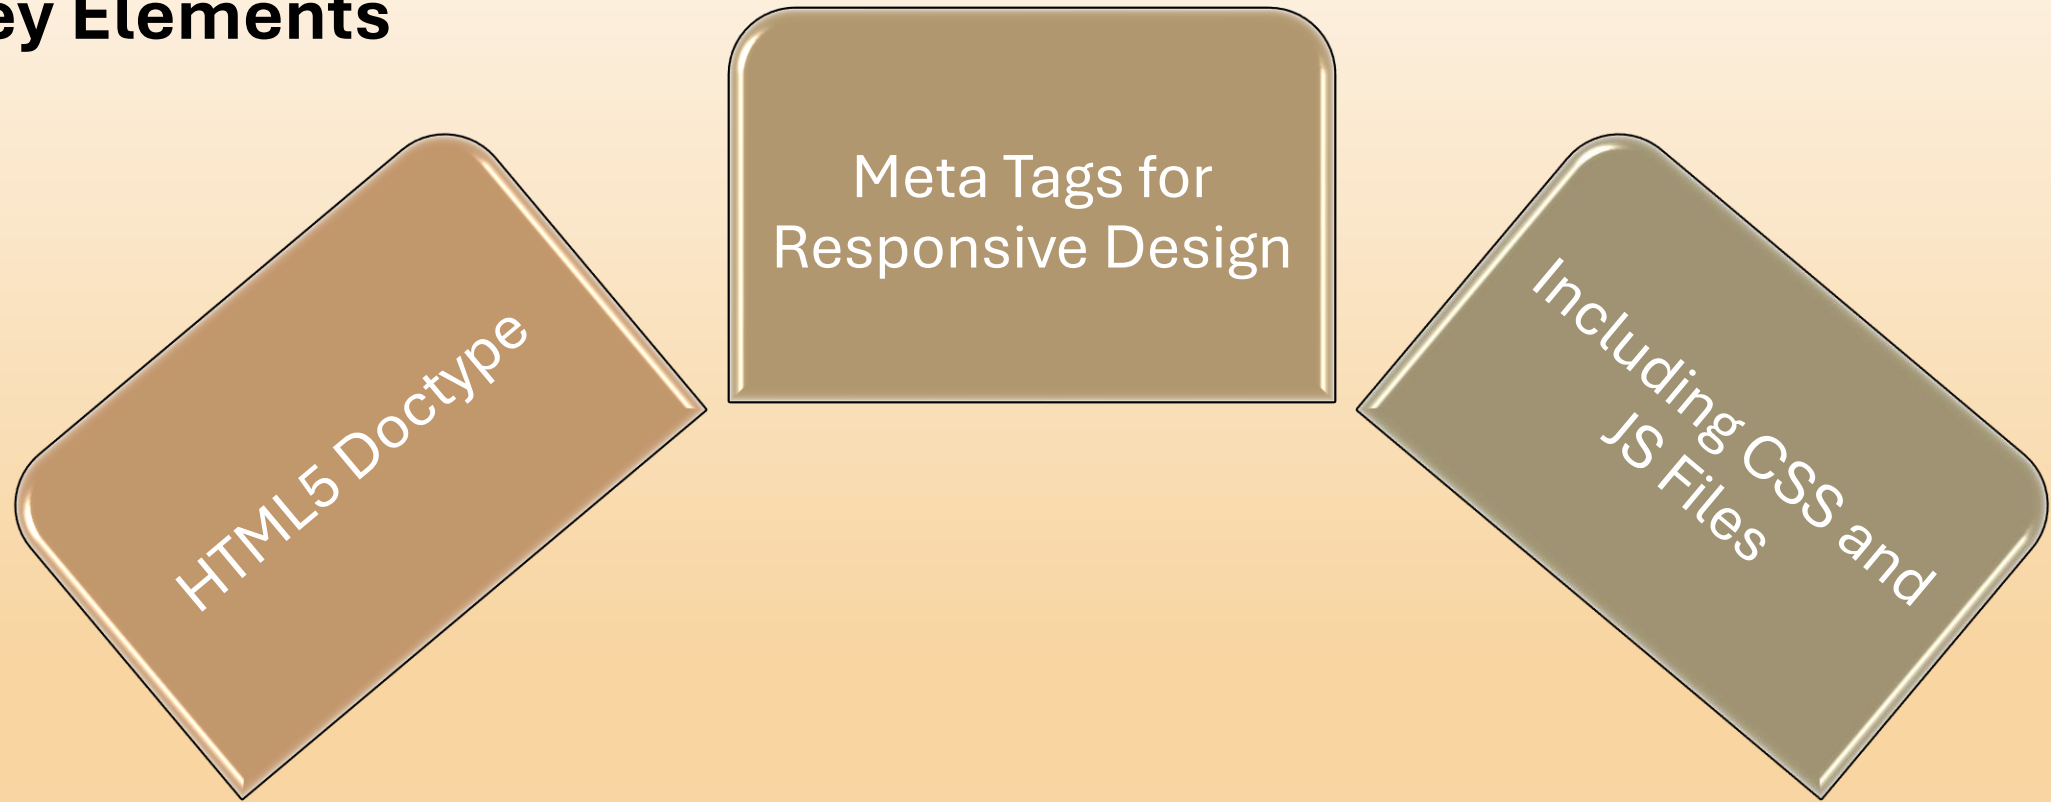 ey Elements
HTML5 Doctype
Meta Tags for
Responsive Design
Including CSS and
JS Files